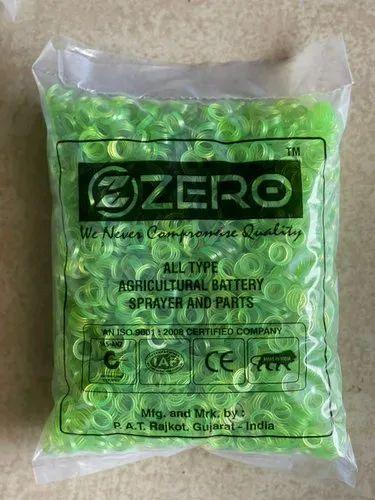 TM
ZERO
We Never Compromise Quality
ALL TYPE
AGRICULTURAL BATTERY
SPRAYER AND PARTS
AN ISO 9001 : 2008 CERTIFIED COMPANY
CE
Mfg. and Mrk. by :
P. A.T. Rajkot. Gujarat - India